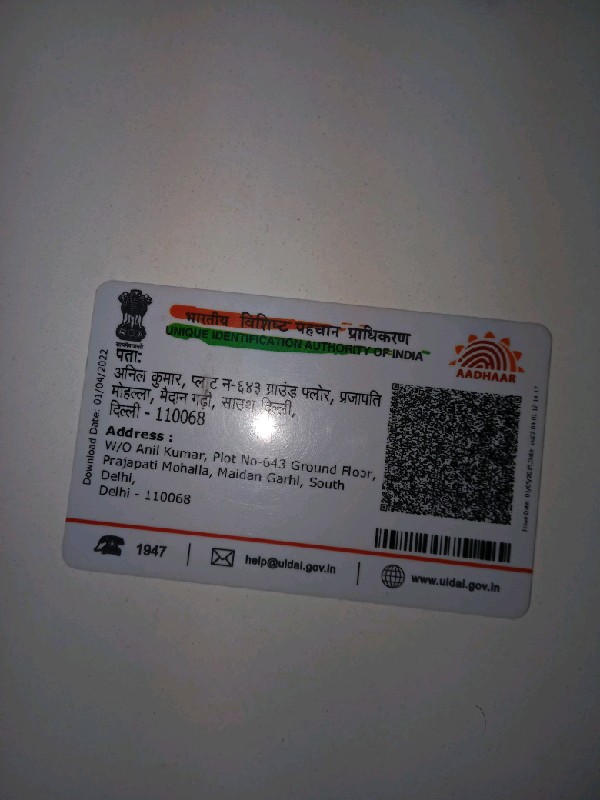 भारतीय विशिष्ट पहचान प्राधिकरण
UNIQUE IDENTIFICATION AUTHORITY OF INDIA
AADHAAR
पता:
अनिल कुमार, प्लाट न-६४३ ग्राउंड फ्लोर, प्रजापति
मोहल्ला, मैदान गढ़ी, साउथ दिल्ली,
दिल्ली - 110068
Address :
W/O Anil Kumar, Plot No-643 Ground Floor,
Prajapati Mohalla, Maidan Garhi, South
Delhi,
Delhi - 110068
Download Date: 01/04/2022
1947
help@uidai.gov.in
www.uidai.gov.in